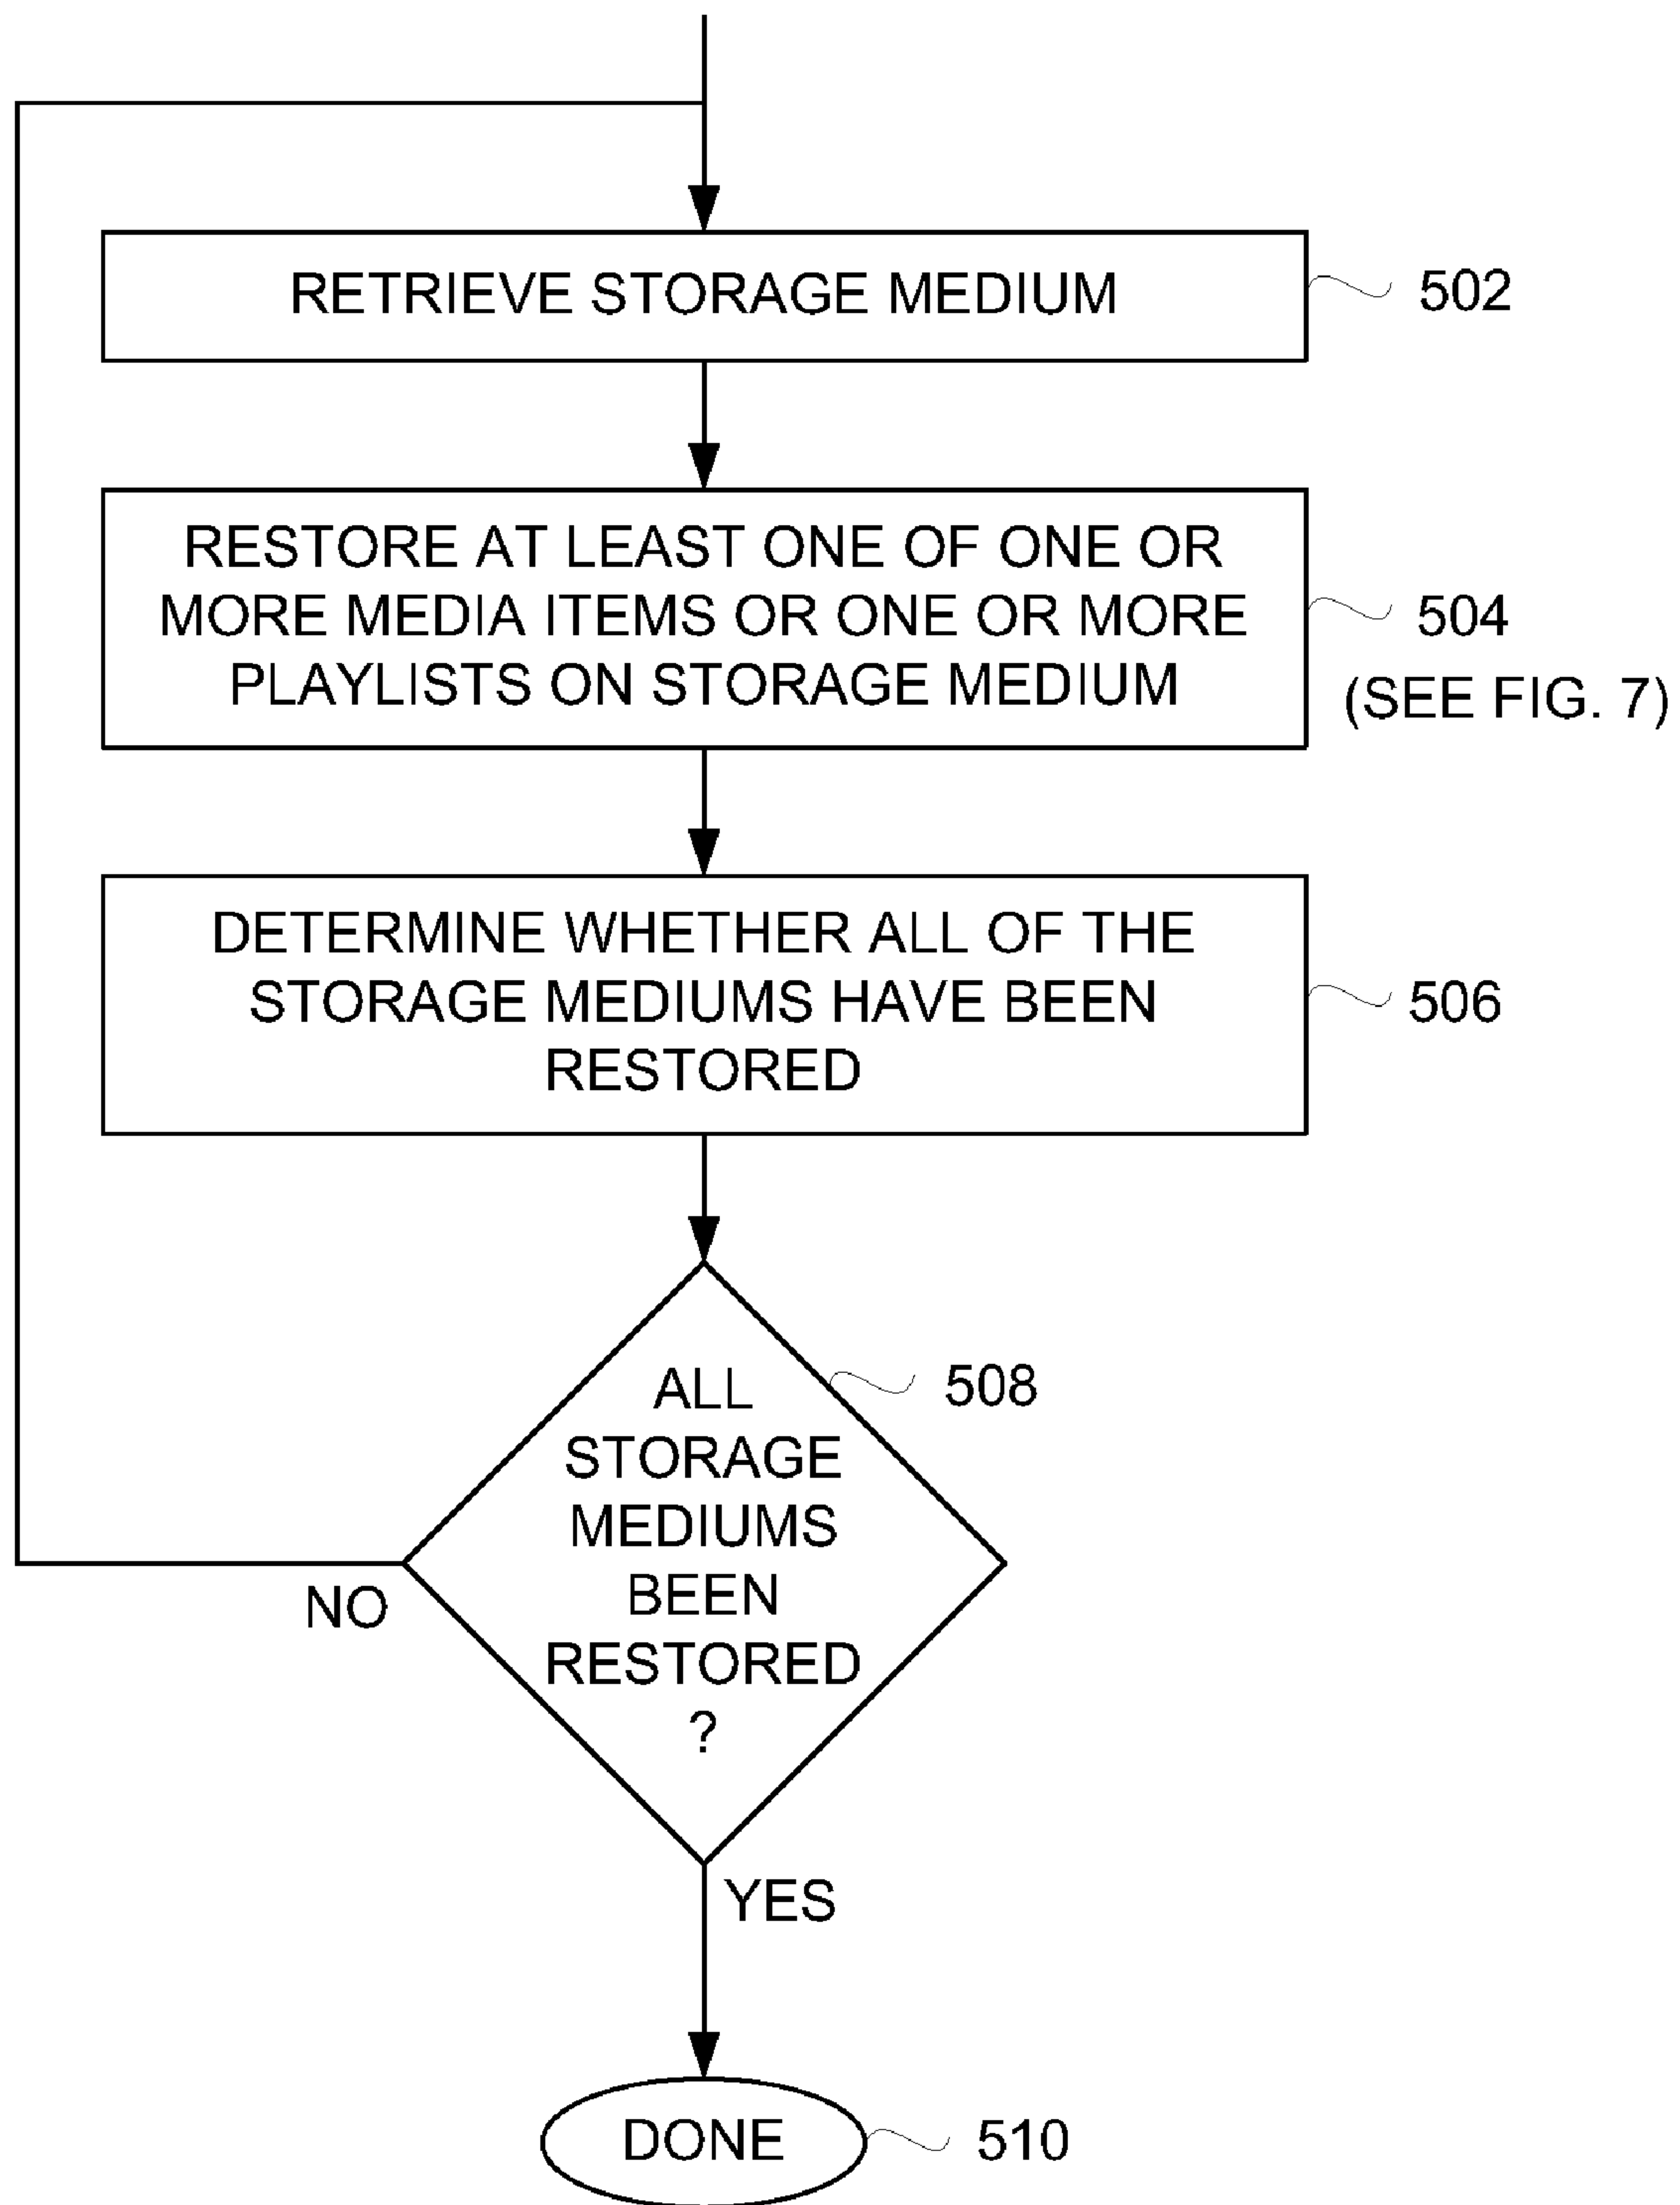 RETRIEVE STORAGE MEDIUM
502
RESTORE AT LEAST ONE OF ONE OR
MORE MEDIA ITEMS OR ONE OR MORE
PLAYLISTS ON STORAGE MEDIUM
504
(SEE FIG. 7)
DETERMINE WHETHER ALL OF THE
STORAGE MEDIUMS HAVE BEEN
RESTORED
506
ALL
STORAGE
MEDIUMS
BEEN
RESTORED
?
508
NO
YES
DONE
510